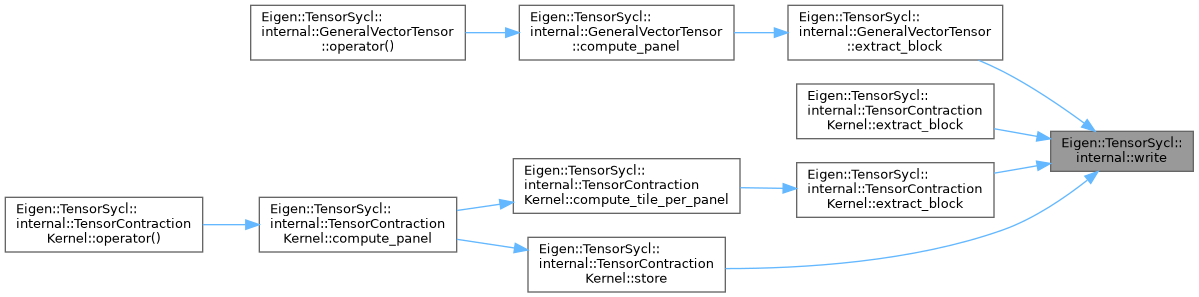 Eigen::TensorSycl::
internal::GeneralVectorTensor
::operator()
Eigen::TensorSycl::
internal::GeneralVectorTensor
::compute_panel
Eigen::TensorSycl::
internal::GeneralVectorTensor
::extract_block
Eigen::TensorSycl::
internal::TensorContraction
Kernel::extract_block
Eigen::TensorSycl::
internal::write
Eigen::TensorSycl::
internal::TensorContraction
Kernel::compute_tile_per_panel
Eigen::TensorSycl::
internal::TensorContraction
Kernel::extract_block
Eigen::TensorSycl::
internal::TensorContraction
Kernel::operator()
Eigen::TensorSycl::
internal::TensorContraction
Kernel::compute_panel
Eigen::TensorSycl::
internal::TensorContraction
Kernel::store